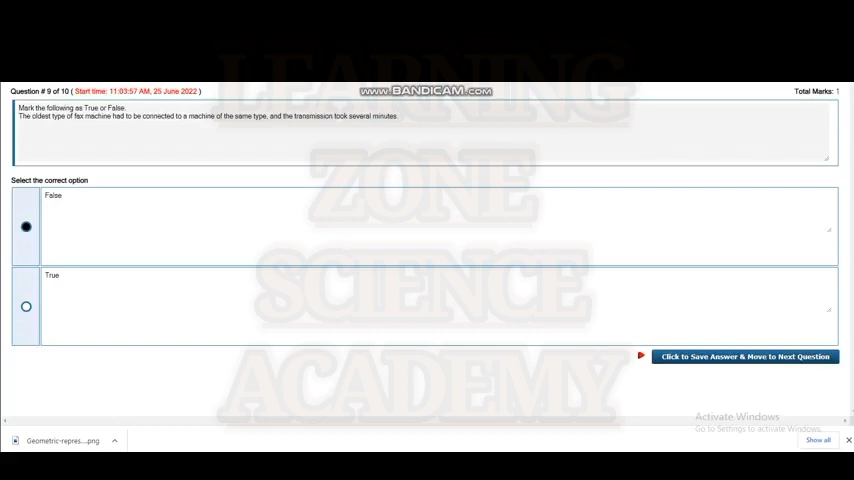 LEARNING
Question # 9 of 10 ( Start time: 11:03:57 AM, 25 June 2022 )
www.BANDICAM.com
Total Marks: 1
Mark the following as True or False.
The oldest type of fax machine had to be connected to a machine of the same type, and the transmission took several minutes.
ZONE
Select the correct option
False
SCIENCE
True
Click to Save Answer & Move to Next Question
ACADEMY
Activate Windows
Go to Settings to activate Windows.
Geometric-repres....png
Show all